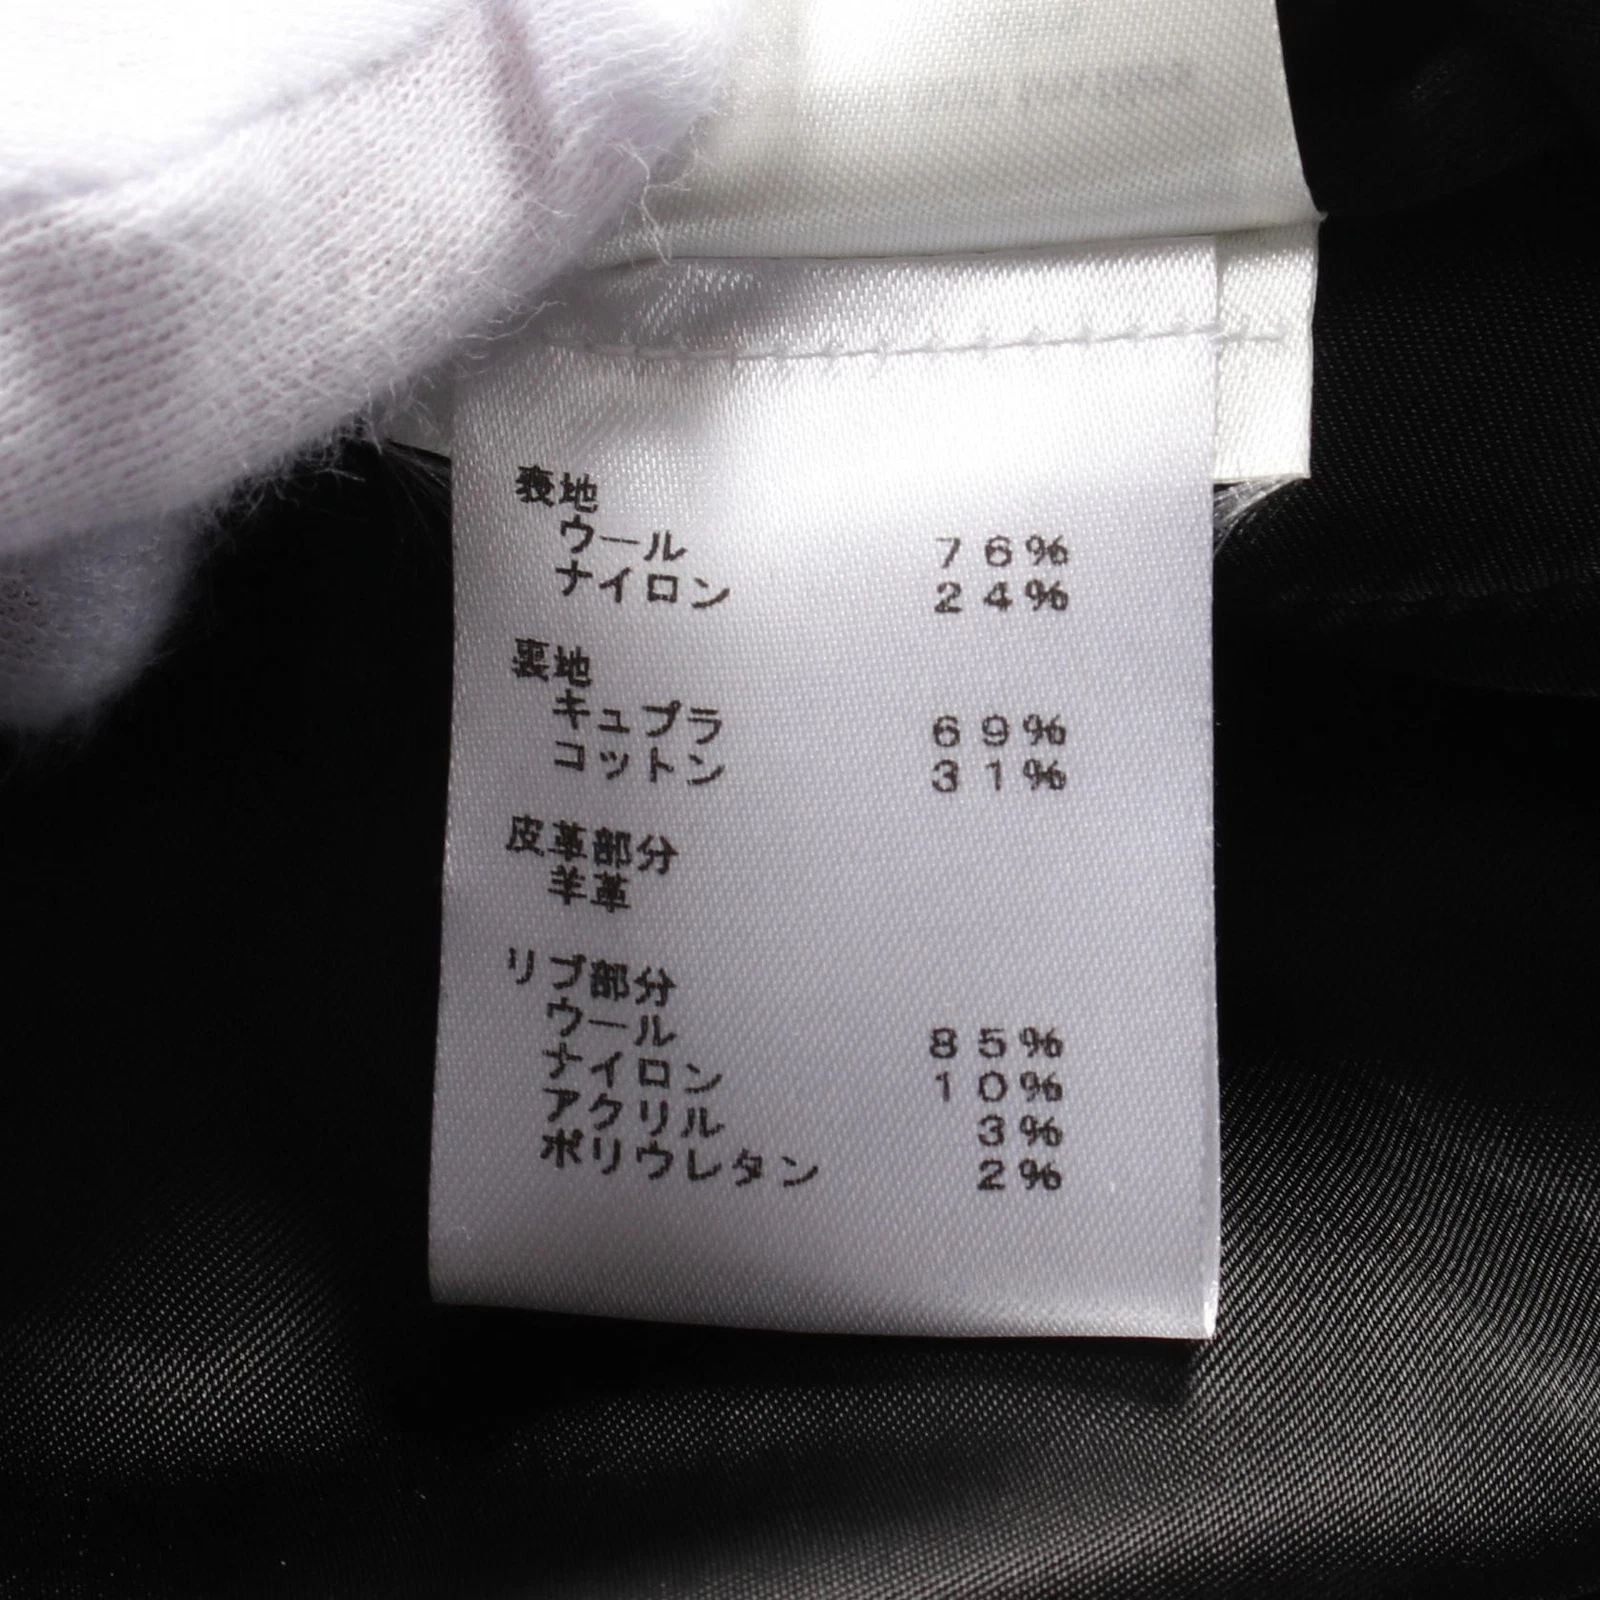 表地
ウール 76%
ナイロン 24%
裏地
キュプラ 69%
コットン 31%
皮革部分
羊革
リブ部分
ウール 85%
ナイロン 10%
アクリル 3%
ポリウレタン 2%